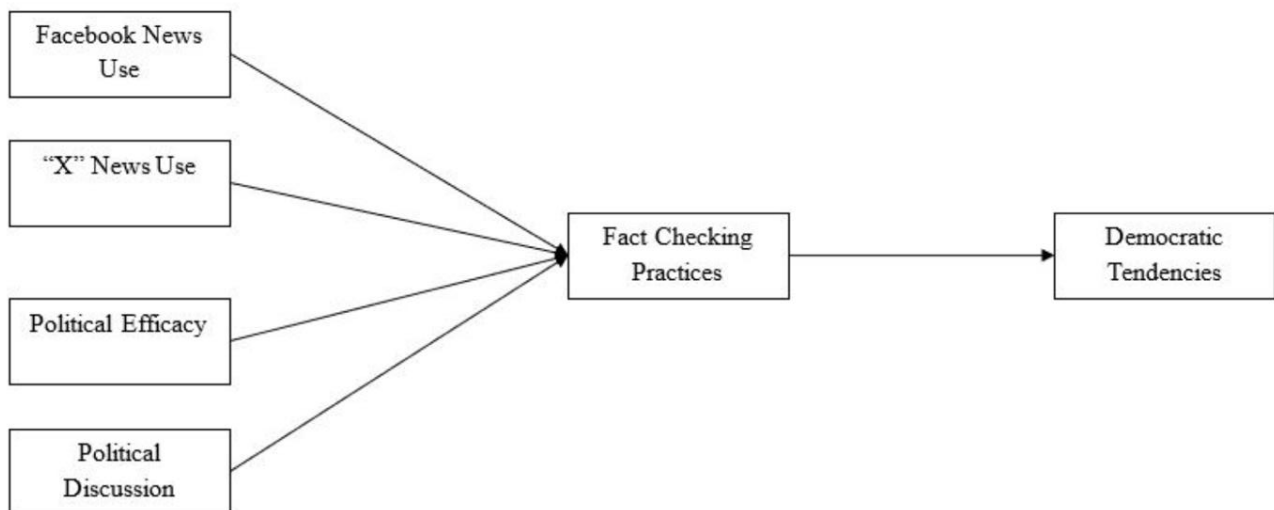 Facebook News
Use
“X” News Use
Political Efficacy
Political
Discussion
Fact Checking
Practices
Democratic
Tendencies